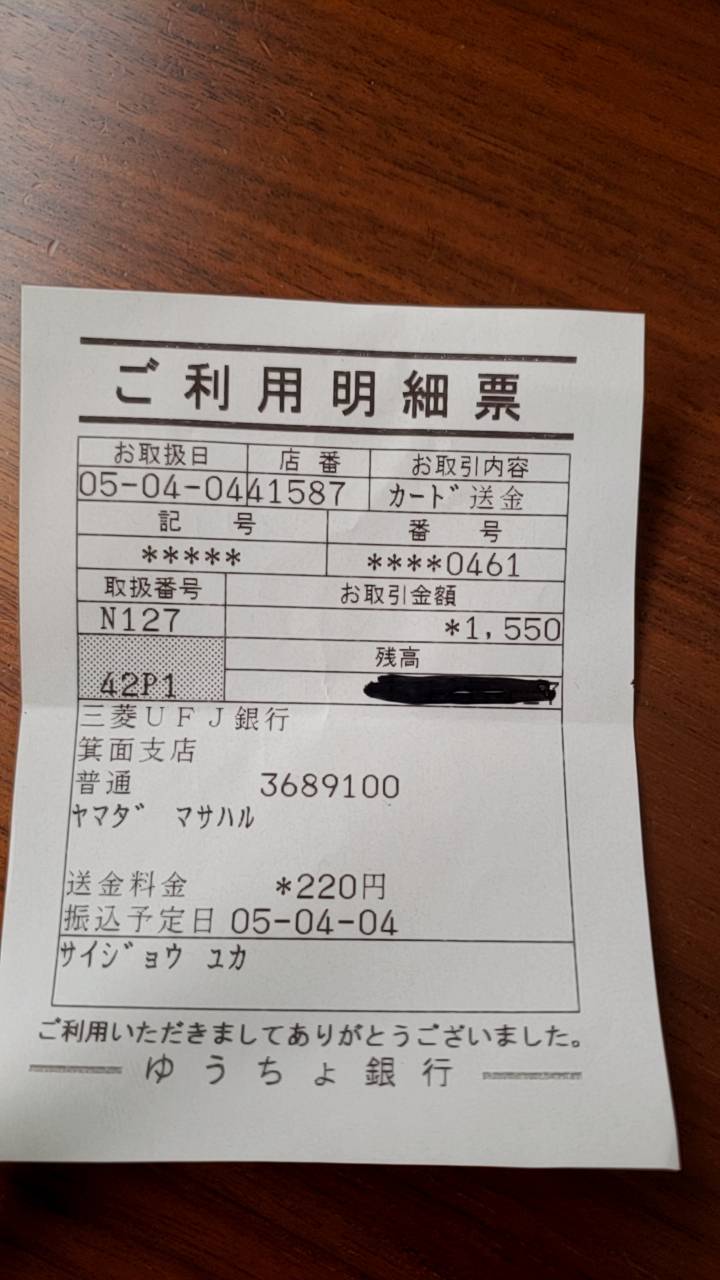 ご利用明細票
お取扱日 店番 お取引内容
05-04-04 41587 ｶｰﾄﾞ送金
記号 番号
***** ****0461
取扱番号 お取引金額
N127 *1,550
残高
42P1
三菱UFJ銀行
箕面支店
普通 3689100
ﾔﾏﾀﾞ ﾏｻﾊﾙ
送金料金 *220円
振込予定日 05-04-04
ｻｲｼﾞｮｳ ﾕｶ
ご利用いただきましてありがとうございました。
ゆうちょ銀行